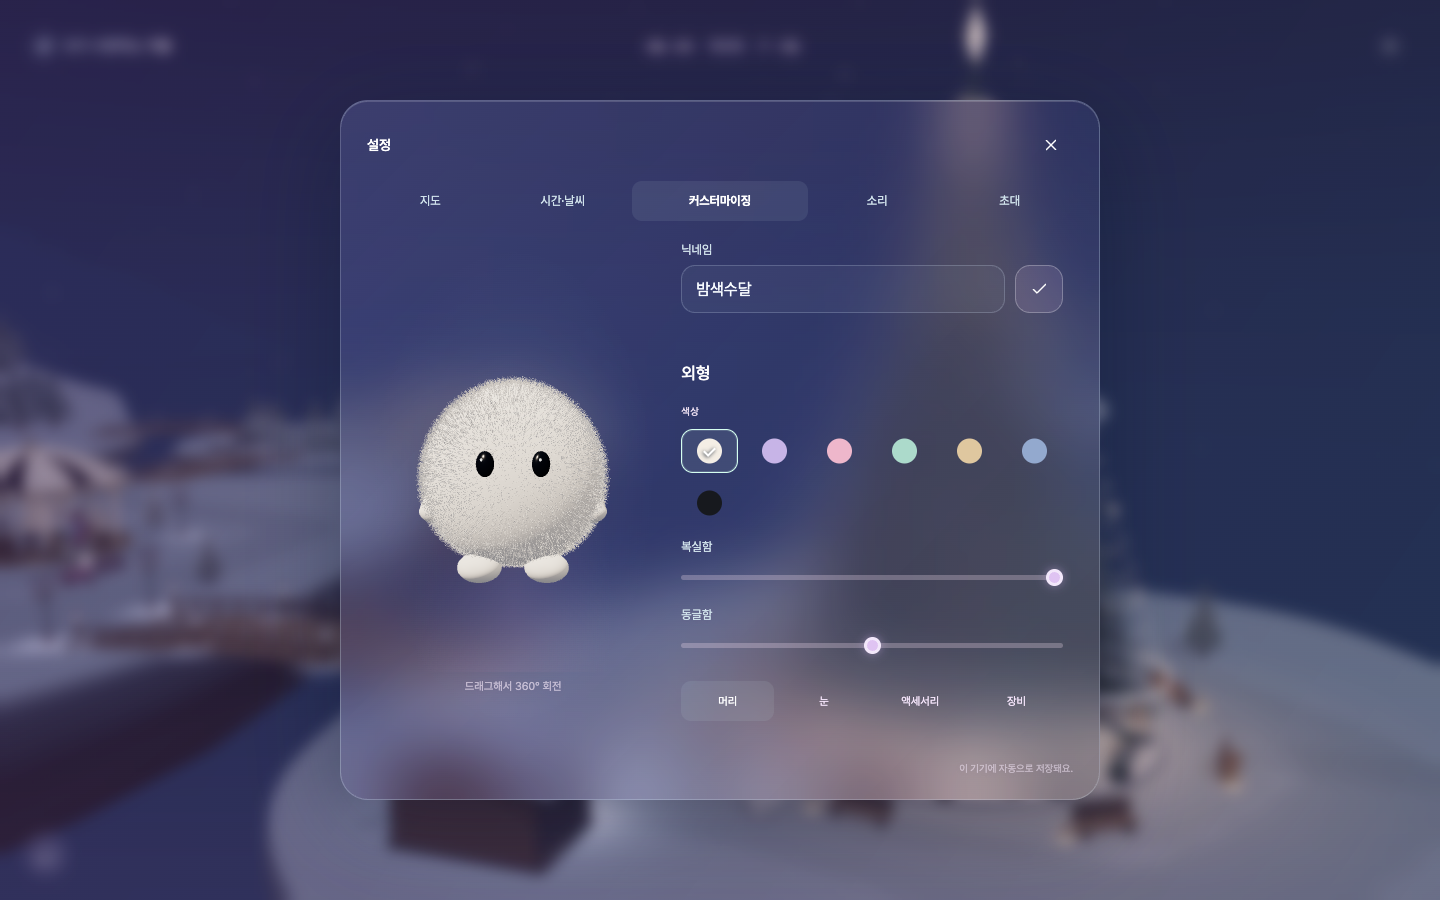 설정
지도 시간·날씨 커스터마이징 소리 초대
닉네임
밤색수달
외형
색상
복실함
동글함
드래그해서 360° 회전
머리 눈 액세서리 장비
이 기기에 자동으로 저장돼요.